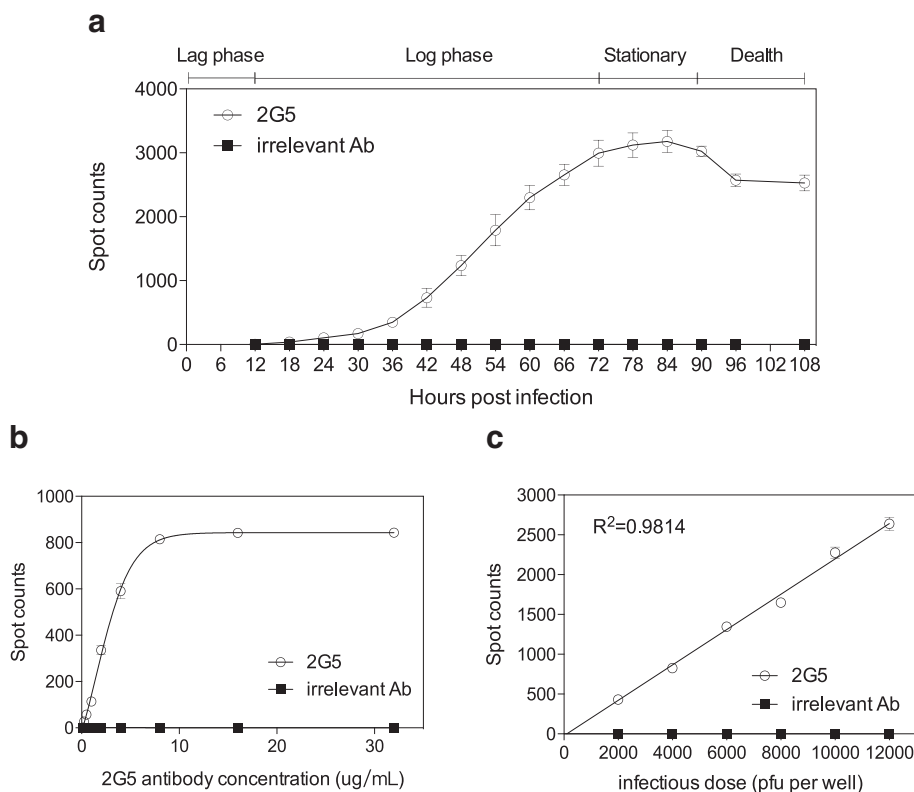 a
Lag phase Log phase Stationary Dealth
4000
3000
2000
1000
0
2G5
irrelevant Ab
Spot counts
0 6 12 18 24 30 36 42 48 54 60 66 72 78 84 90 96 102 108
Hours post infection
b
1000
800
600
400
200
0
Spot counts
2G5
irrelevant Ab
0 10 20 30
2G5 antibody concentration (ug/mL)
c
3000
2500
2000
1500
1000
500
0
Spot counts
R²=0.9814
2G5
irrelevant Ab
0 2000 4000 6000 8000 10000 12000
infectious dose (pfu per well)